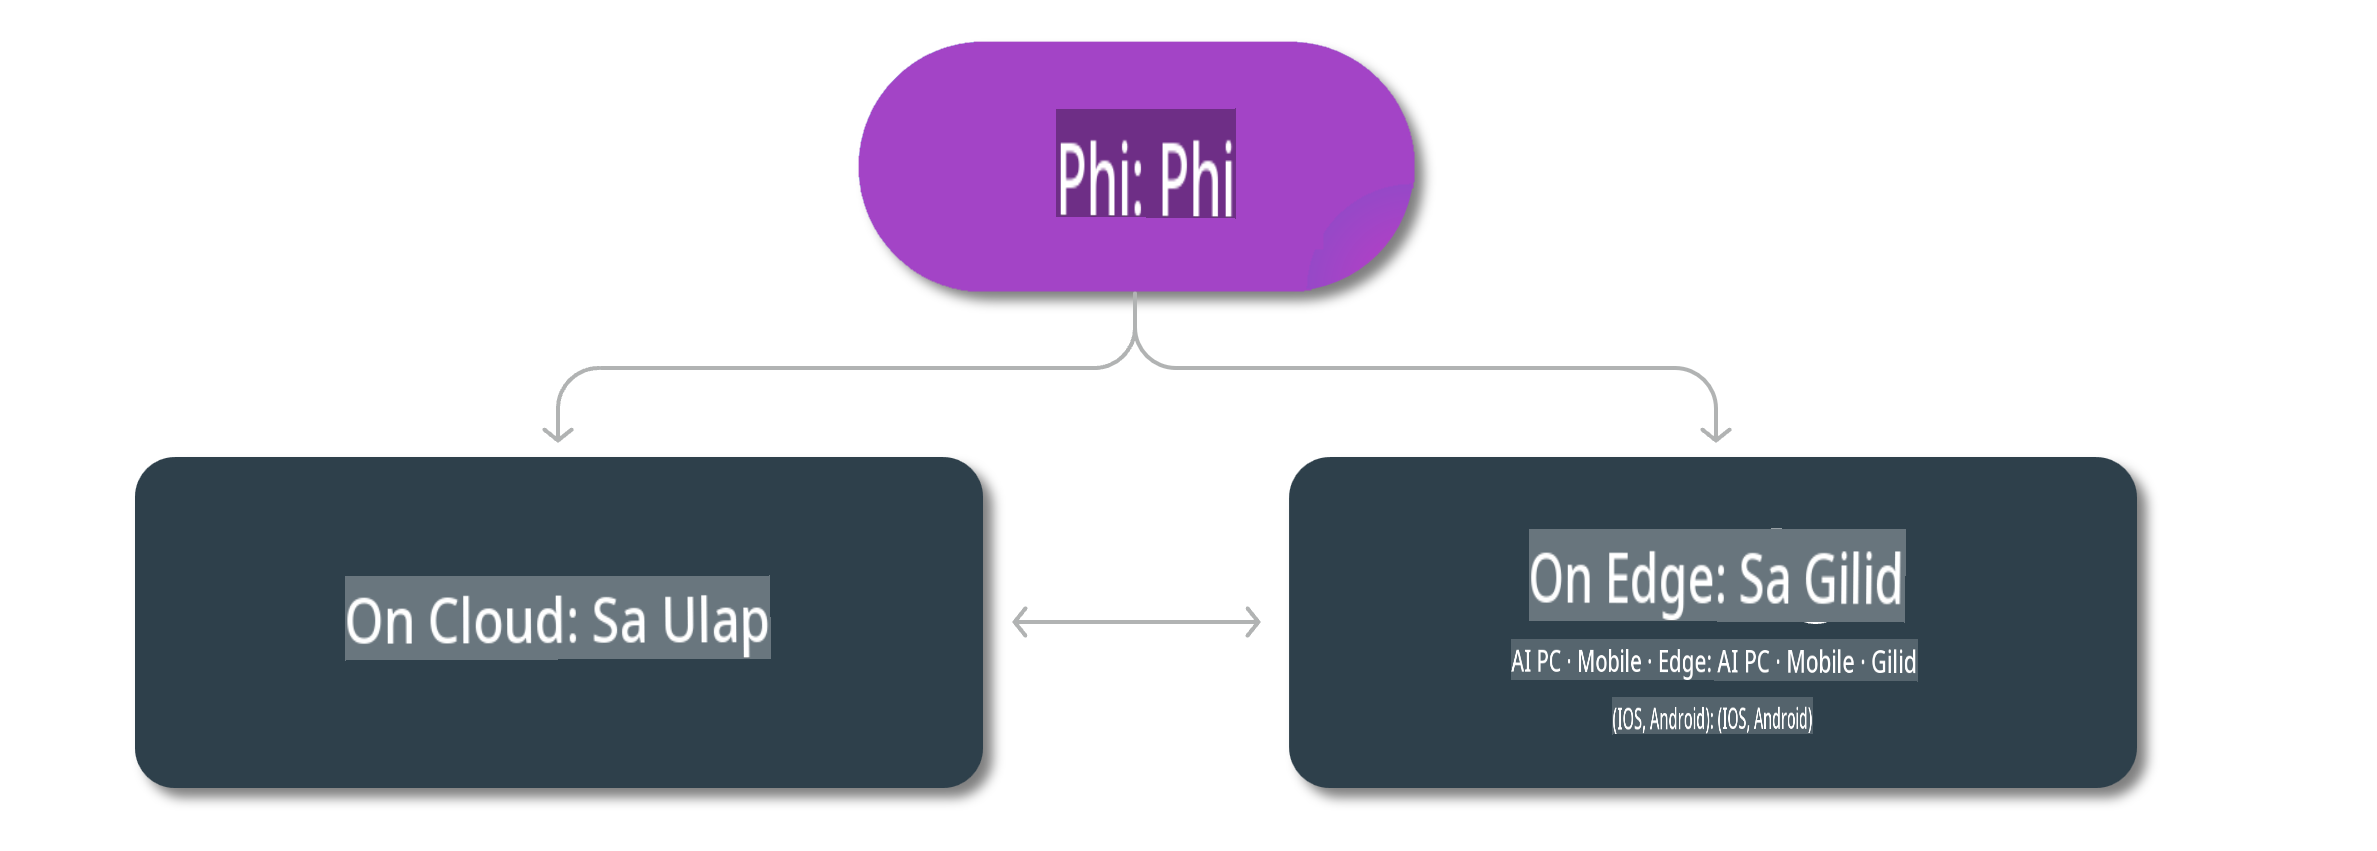 Phi: Phi
On Cloud: Sa Ulap
On Edge: Sa Gilid
AI PC · Mobile · Edge: AI PC · Mobile · Gilid
(IOS, Android): (IOS, Android)